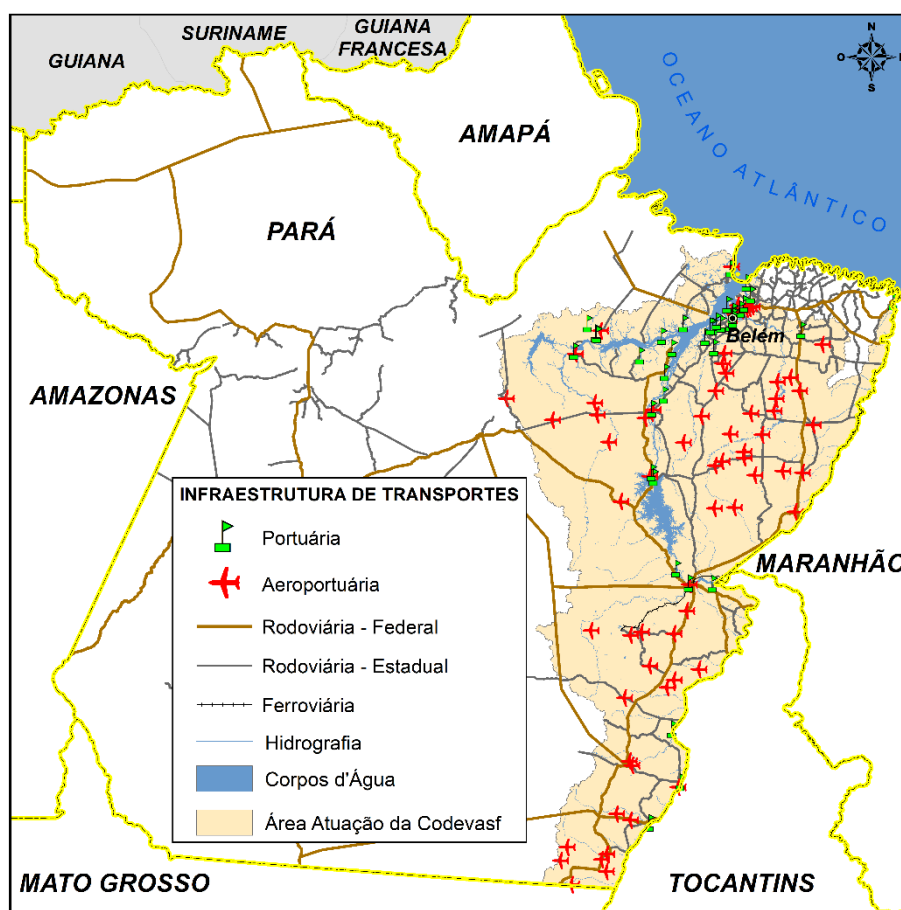 SURINAME
GUIANA
FRANCESA
GUIANA
N
O
S
OCEANO ATLÂNTICO
AMAPÁ
PARÁ
Belém
AMAZONAS
INFRAESTRUTURA DE TRANSPORTES
Portuária
Aeroportuária
Rodoviária - Federal
Rodoviária - Estadual
Ferroviária
Hidrografia
Corpos d'Água
Área Atuação da Codevasf
MARANHÃO
MATO GROSSO
TOCANTINS